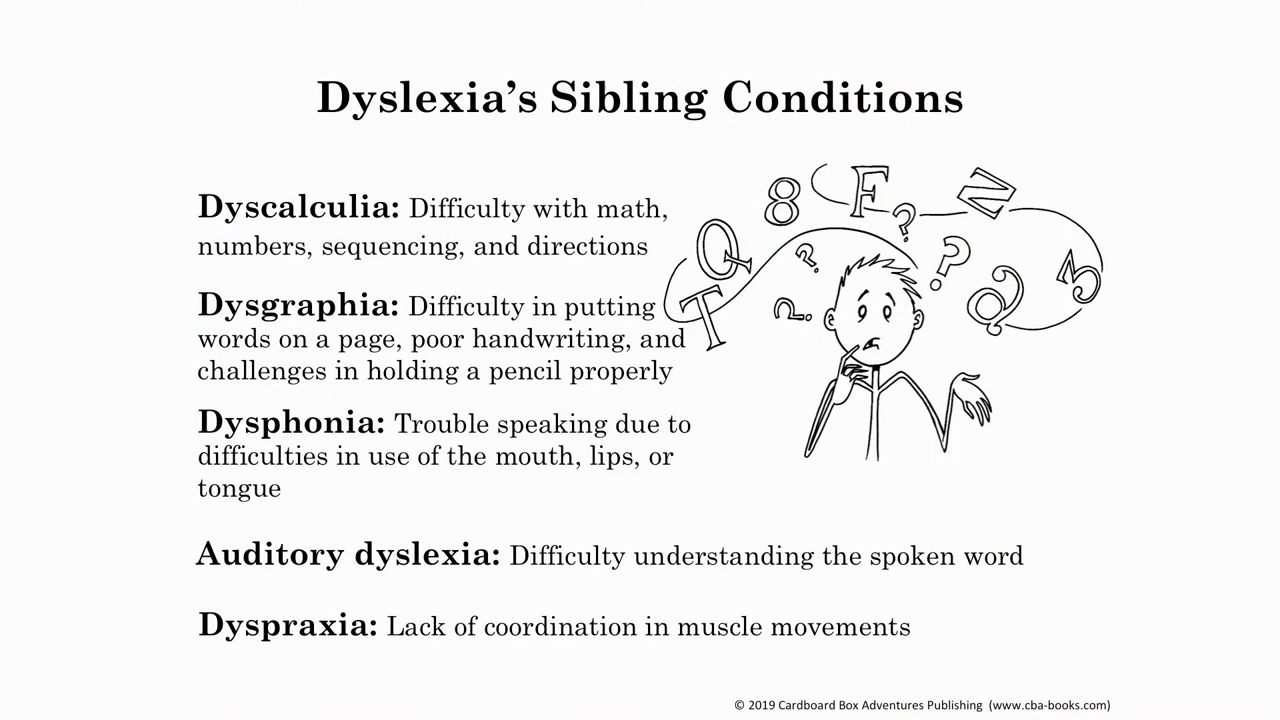 Dyslexia’s Sibling Conditions
Dyscalculia: Difficulty with math,
numbers, sequencing, and directions
Dysgraphia: Difficulty in putting
words on a page, poor handwriting, and
challenges in holding a pencil properly
Dysphonia: Trouble speaking due to
difficulties in use of the mouth, lips, or
tongue
Auditory dyslexia: Difficulty understanding the spoken word
Dyspraxia: Lack of coordination in muscle movements
T Q ? ? 8 F ? N ? 2 3
© 2019 Cardboard Box Adventures Publishing (www.cba-books.com)